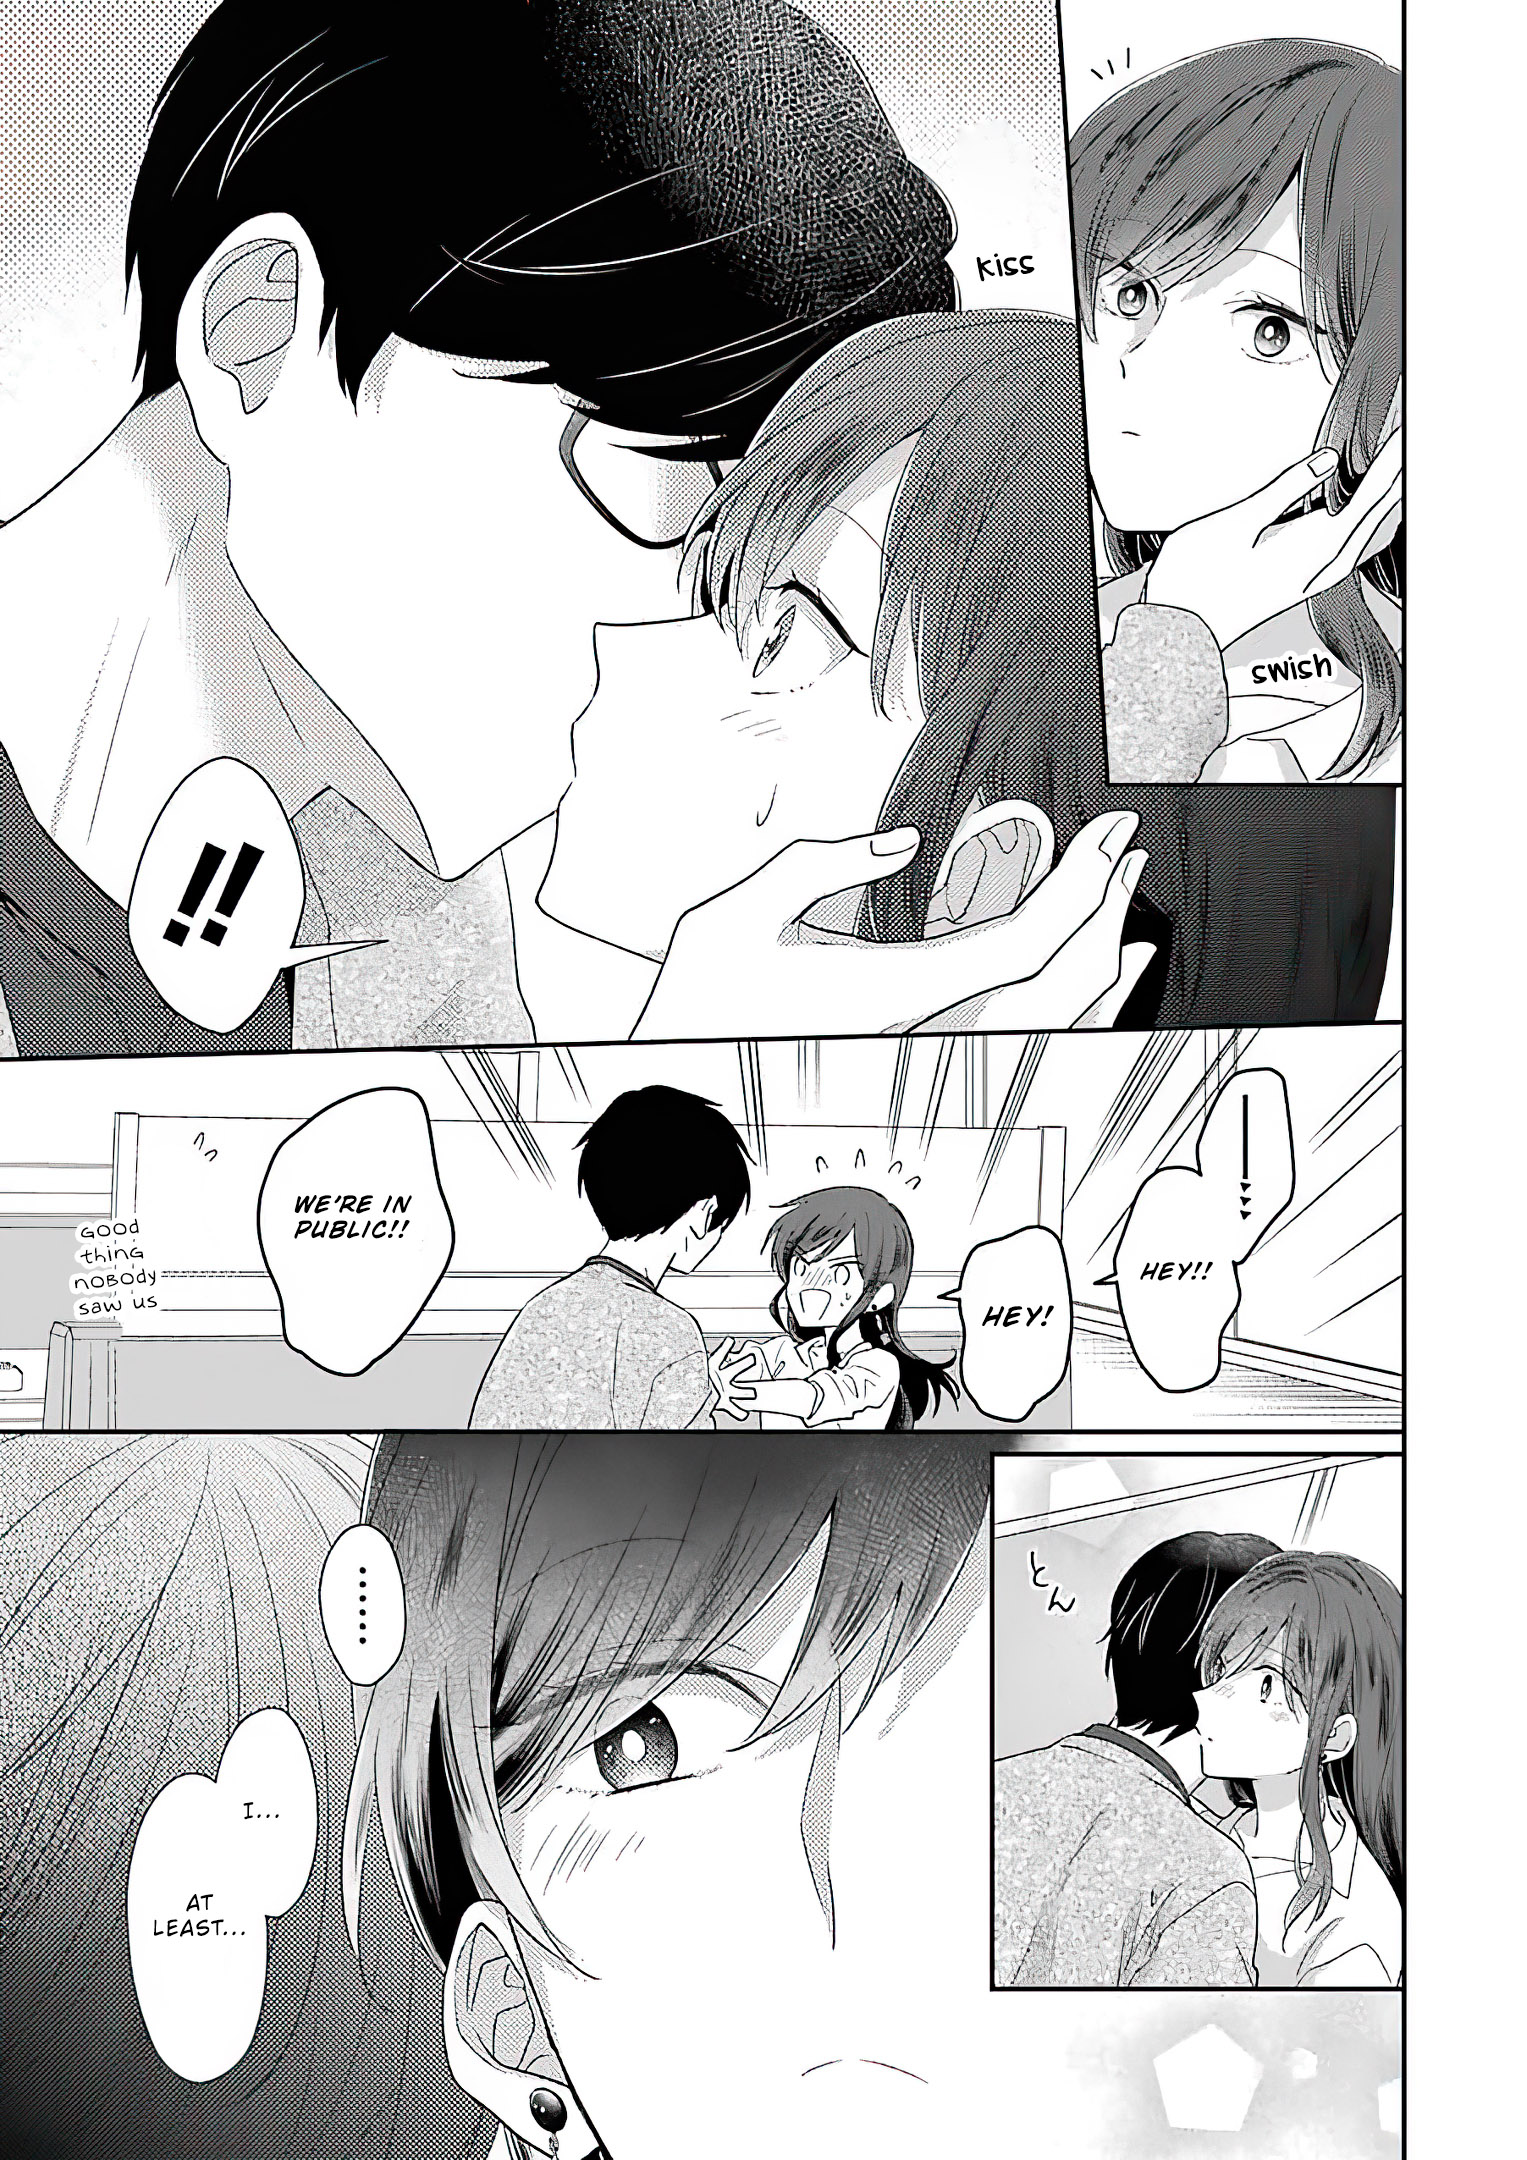 swish
kiss
!!
HEY!!
HEY!
WE'RE IN
PUBLIC!!
GOOD
thing
NOBODY
saw us
とん
......
I...
AT
LEAST...